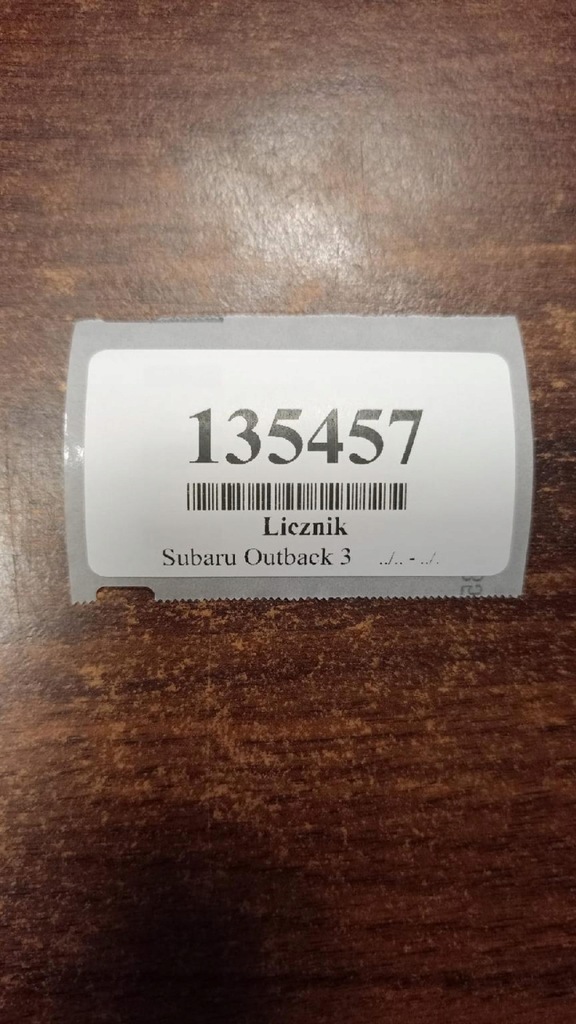 135457
Licznik
Subaru Outback 3 ../.. - ../.